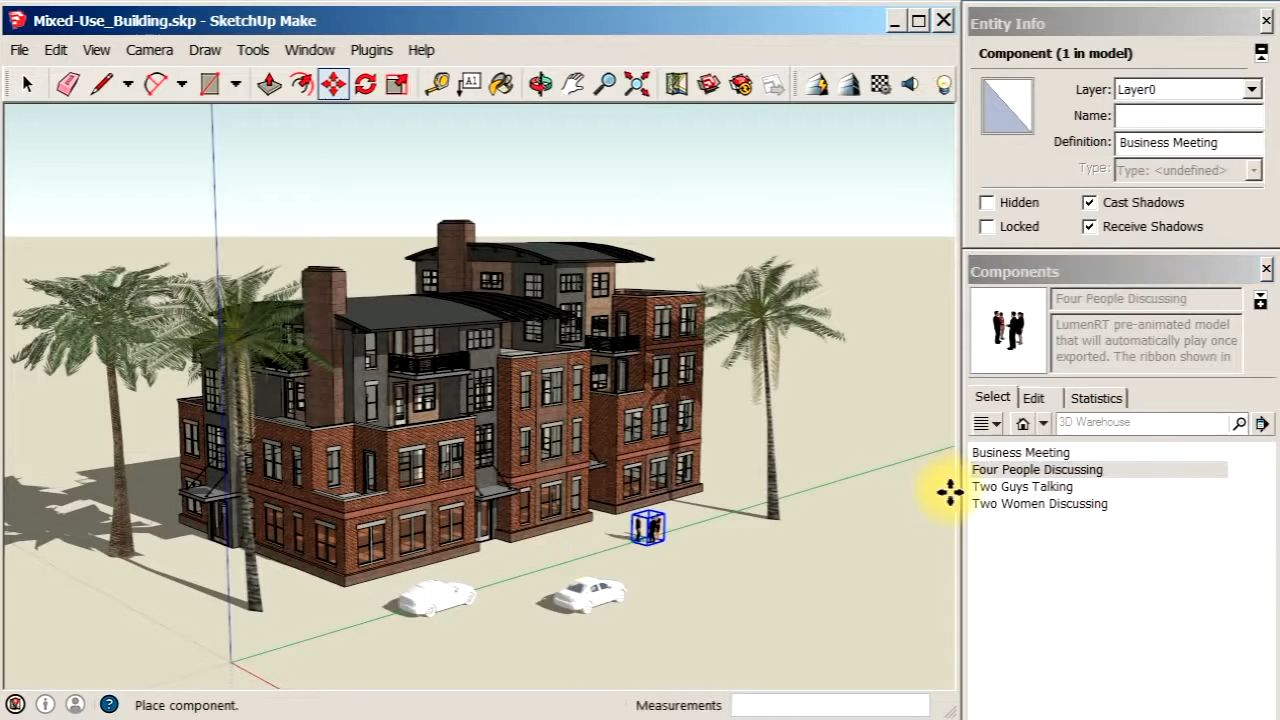 Mixed-Use_Building.skp - SketchUp Make
File Edit View Camera Draw Tools Window Plugins Help
A1
Place component.
Measurements
Entity Info
Component (1 in model)
Layer: Layer0
Name:
Definition: Business Meeting
Type: Type: <undefined>
Hidden Cast Shadows
Locked Receive Shadows
Components
Four People Discussing
LumenRT pre-animated model
that will automatically play once
exported. The ribbon shown in
Select Edit Statistics
3D Warehouse
Business Meeting
Four People Discussing
Two Guys Talking
Two Women Discussing